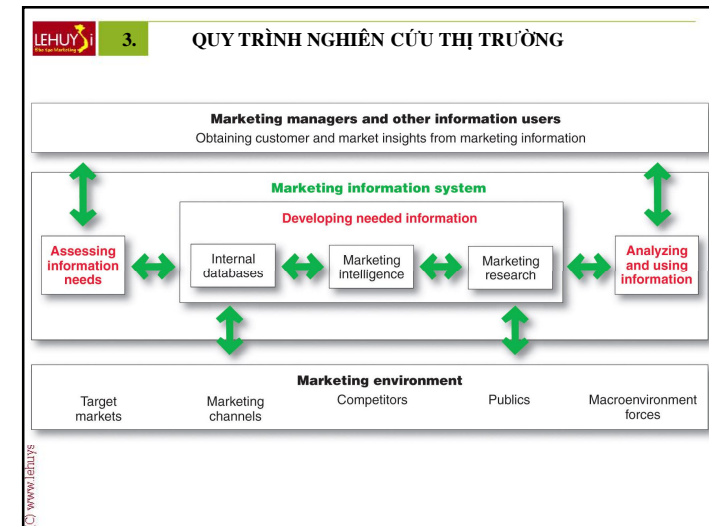 LEHUYSi
3. QUY TRÌNH NGHIÊN CỨU THỊ TRƯỜNG
Marketing managers and other information users
Obtaining customer and market insights from marketing information
Marketing information system
Developing needed information
Assessing
information
needs
Internal
databases
Marketing
intelligence
Marketing
research
Analyzing
and using
information
Marketing environment
Target
markets
Marketing
channels
Competitors
Publics
Macroenvironment
forces
(C) www.lehuys